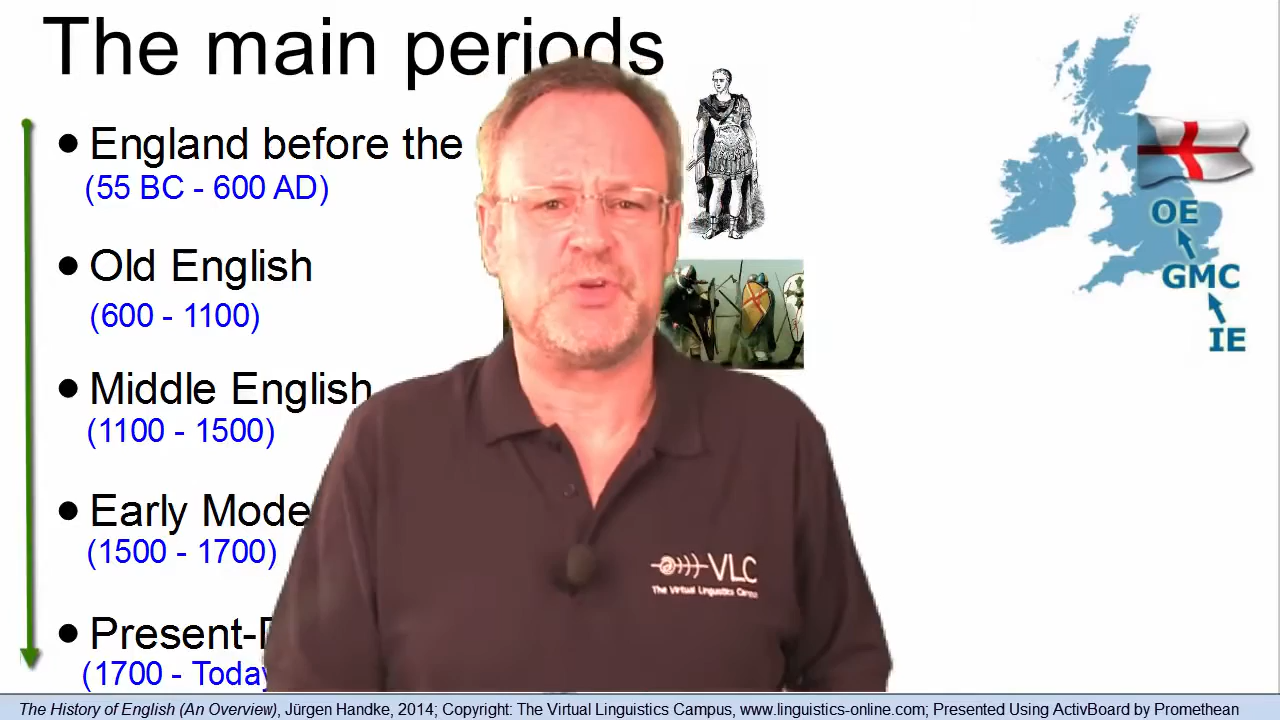 The main periods
England before the
(55 BC - 600 AD)
Old English
(600 - 1100)
Middle English
(1100 - 1500)
Early Mode
(1500 - 1700)
Present-
(1700 - Today
OE
GMC
IE
VLC
The Virtual Linguistics Campus
The History of English (An Overview), Jürgen Handke, 2014; Copyright: The Virtual Linguistics Campus, www.linguistics-online.com; Presented Using ActivBoard by Promethean